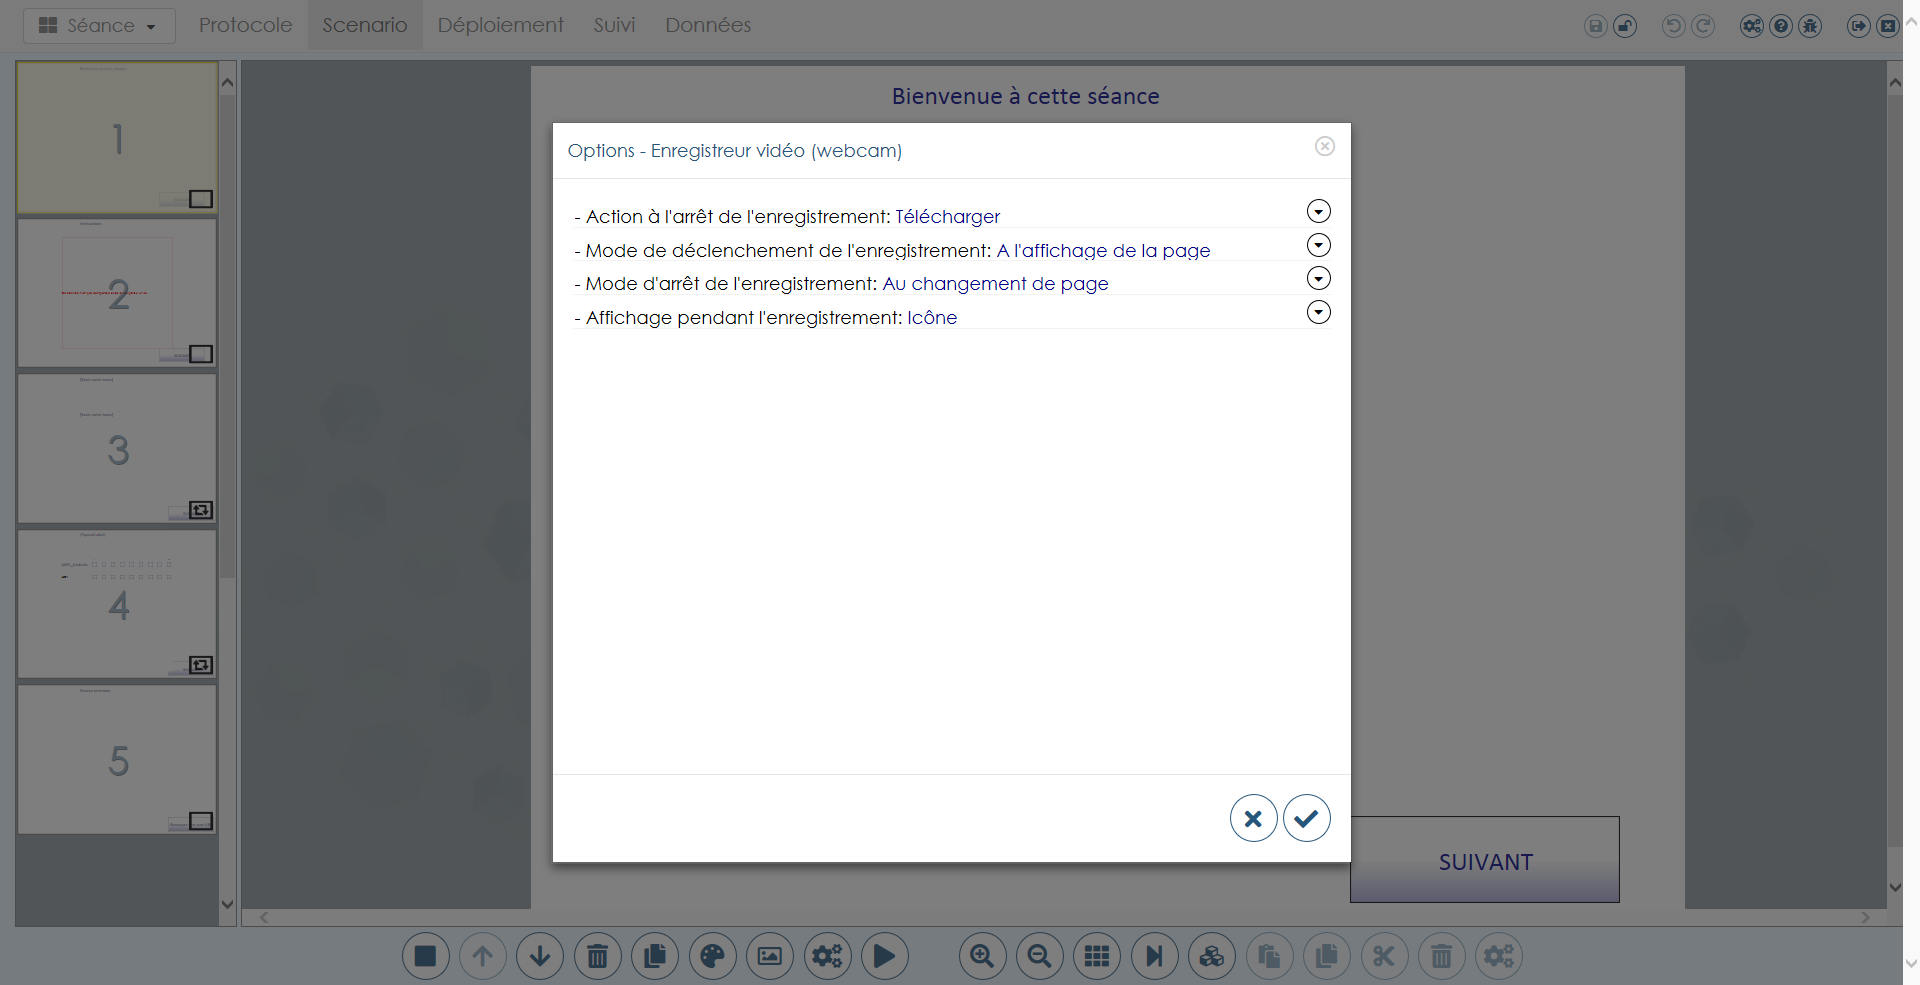 Séance Protocole Scenario Déploiement Suivi Données
Bienvenue à cette séance
Options - Enregistreur vidéo (webcam)
- Action à l'arrêt de l'enregistrement: Télécharger
- Mode de déclenchement de l'enregistrement: A l'affichage de la page
- Mode d'arrêt de l'enregistrement: Au changement de page
- Affichage pendant l'enregistrement: Icône
1
2
3
4
5
SUIVANT